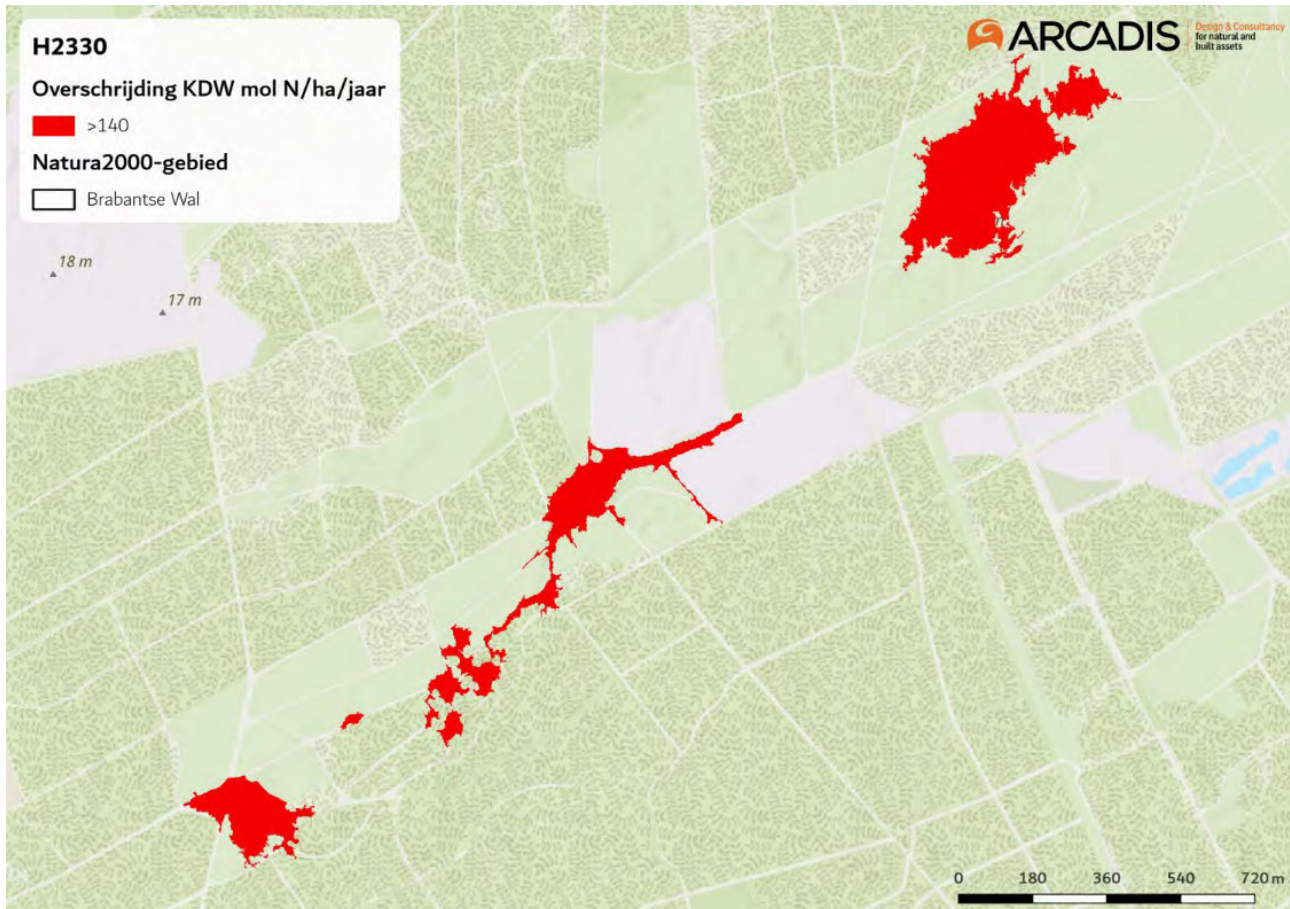 H2330
Overschrijding KDW mol N/ha/jaar
>140
Natura2000-gebied
Brabantse Wal
ARCADIS
Design & Consultancy
for natural and
built assets
18 m
17 m
0 180 360 540 720 m